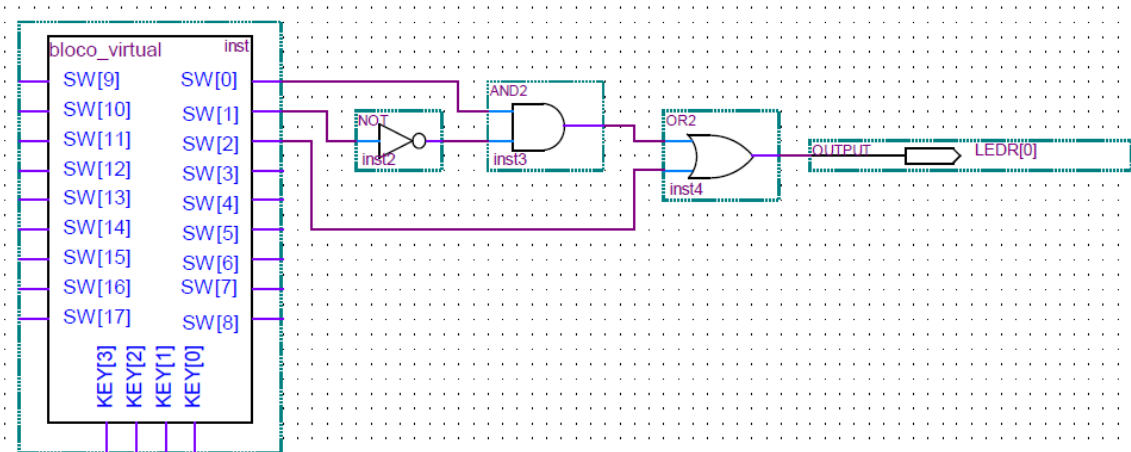 bloco_virtual inst
SW[9] SW[0]
SW[10] SW[1]
SW[11] SW[2]
SW[12] SW[3]
SW[13] SW[4]
SW[14] SW[5]
SW[15] SW[6]
SW[16] SW[7]
SW[17] SW[8]
KEY[3] KEY[2] KEY[1] KEY[0]
NOT
inst2
AND2
inst3
OR2
inst4
OUTPUT LEDR[0]